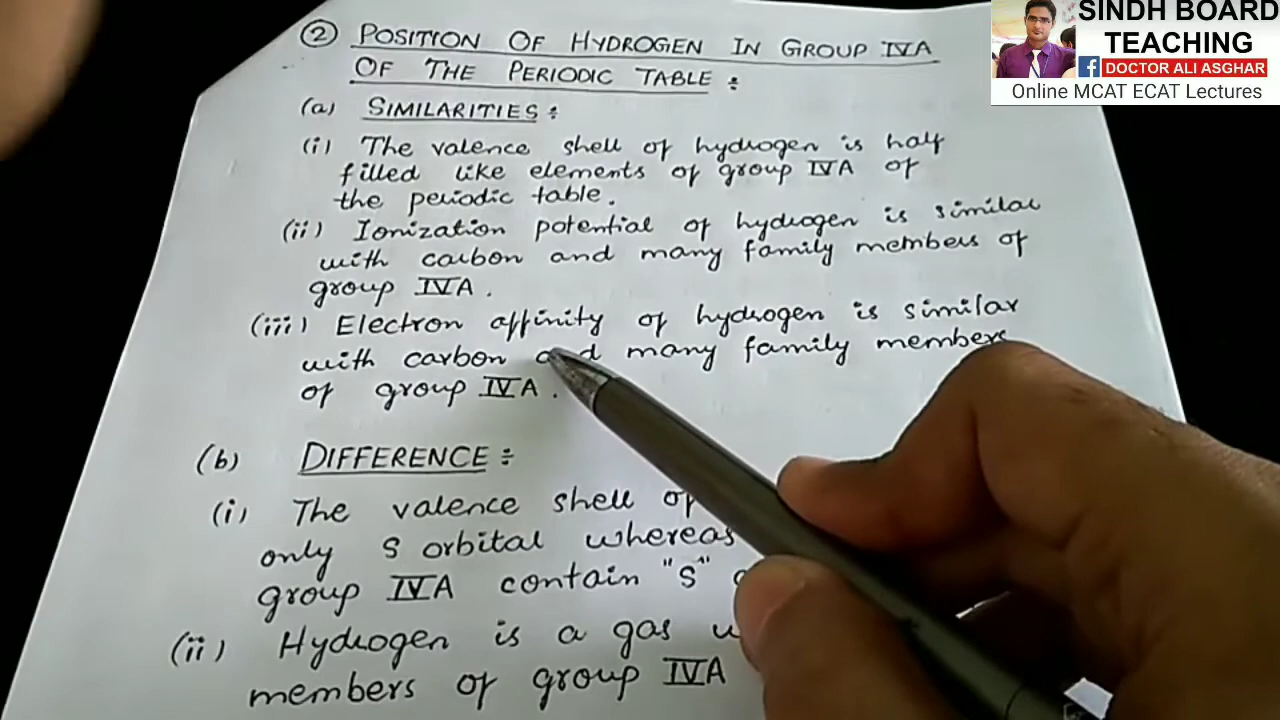 SINDH BOARD
TEACHING
f DOCTOR ALI ASGHAR
Online MCAT ECAT Lectures
② POSITION OF HYDROGEN IN GROUP IVA
OF THE PERIODIC TABLE :
(a) SIMILARITIES :
(i) The valence shell of hydrogen is half
filled like elements of group IVA of
the periodic table.
(ii) Ionization potential of hydrogen is similar
with carbon and many family members of
group IVA.
(iii) Electron affinity of hydrogen is similar
with carbon and many family members
of group IVA.
(b) DIFFERENCE :
(i) The valence shell of
only S orbital whereas
group IVA contain "S"
(ii) Hydrogen is a gas
members of group IVA